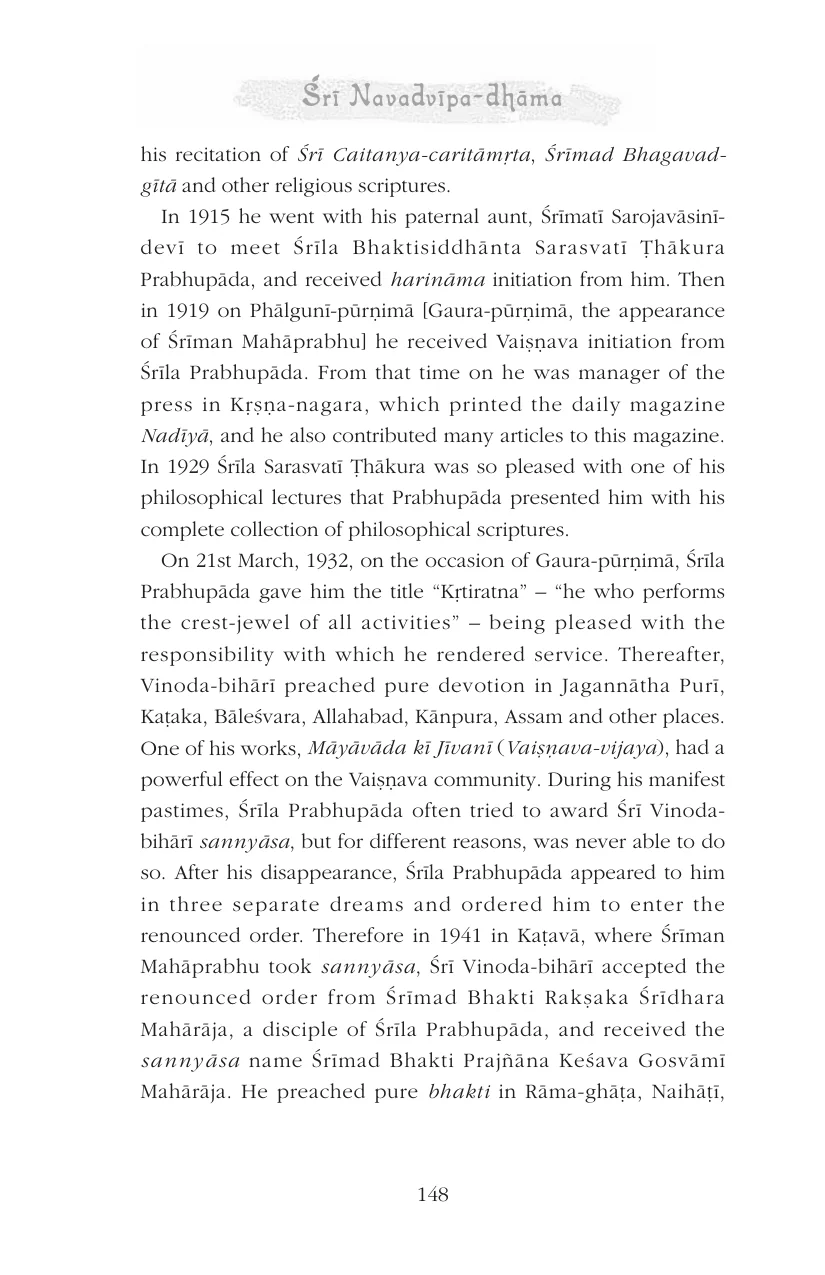 Śrī Navadvīpa-dhāma
his recitation of Śrī Caitanya-caritāmṛta, Śrīmad Bhagavad-
gītā and other religious scriptures.
In 1915 he went with his paternal aunt, Śrīmatī Sarojavāsinī-
devī to meet Śrīla Bhaktisiddhānta Sarasvatī Ṭhākura
Prabhupāda, and received harināma initiation from him. Then
in 1919 on Phālgunī-pūrṇimā [Gaura-pūrṇimā, the appearance
of Śrīman Mahāprabhu] he received Vaiṣṇava initiation from
Śrīla Prabhupāda. From that time on he was manager of the
press in Kṛṣṇa-nagara, which printed the daily magazine
Nadīyā, and he also contributed many articles to this magazine.
In 1929 Śrīla Sarasvatī Ṭhākura was so pleased with one of his
philosophical lectures that Prabhupāda presented him with his
complete collection of philosophical scriptures.
On 21st March, 1932, on the occasion of Gaura-pūrṇimā, Śrīla
Prabhupāda gave him the title “Kṛtiratna” – “he who performs
the crest-jewel of all activities” – being pleased with the
responsibility with which he rendered service. Thereafter,
Vinoda-bihārī preached pure devotion in Jagannātha Purī,
Kaṭaka, Bāleśvara, Allahabad, Kānpura, Assam and other places.
One of his works, Māyāvāda kī Jīvanī (Vaiṣṇava-vijaya), had a
powerful effect on the Vaiṣṇava community. During his manifest
pastimes, Śrīla Prabhupāda often tried to award Śrī Vinoda-
bihārī sannyāsa, but for different reasons, was never able to do
so. After his disappearance, Śrīla Prabhupāda appeared to him
in three separate dreams and ordered him to enter the
renounced order. Therefore in 1941 in Kaṭavā, where Śrīman
Mahāprabhu took sannyāsa, Śrī Vinoda-bihārī accepted the
renounced order from Śrīmad Bhakti Rakṣaka Śrīdhara
Mahārāja, a disciple of Śrīla Prabhupāda, and received the
sannyāsa name Śrīmad Bhakti Prajñāna Keśava Gosvāmī
Mahārāja. He preached pure bhakti in Rāma-ghāṭa, Naihāṭī,
148